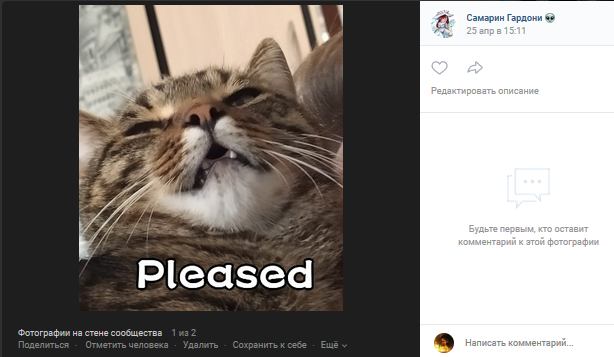 Pleased
Фотографии на стене сообщества 1 из 2
Поделиться · Отметить человека · Удалить · Сохранить к себе · Ещё
Самарин Гардони
25 апр в 15:11
Редактировать описание
Будьте первым, кто оставит
комментарий к этой фотографии
Написать комментарий...